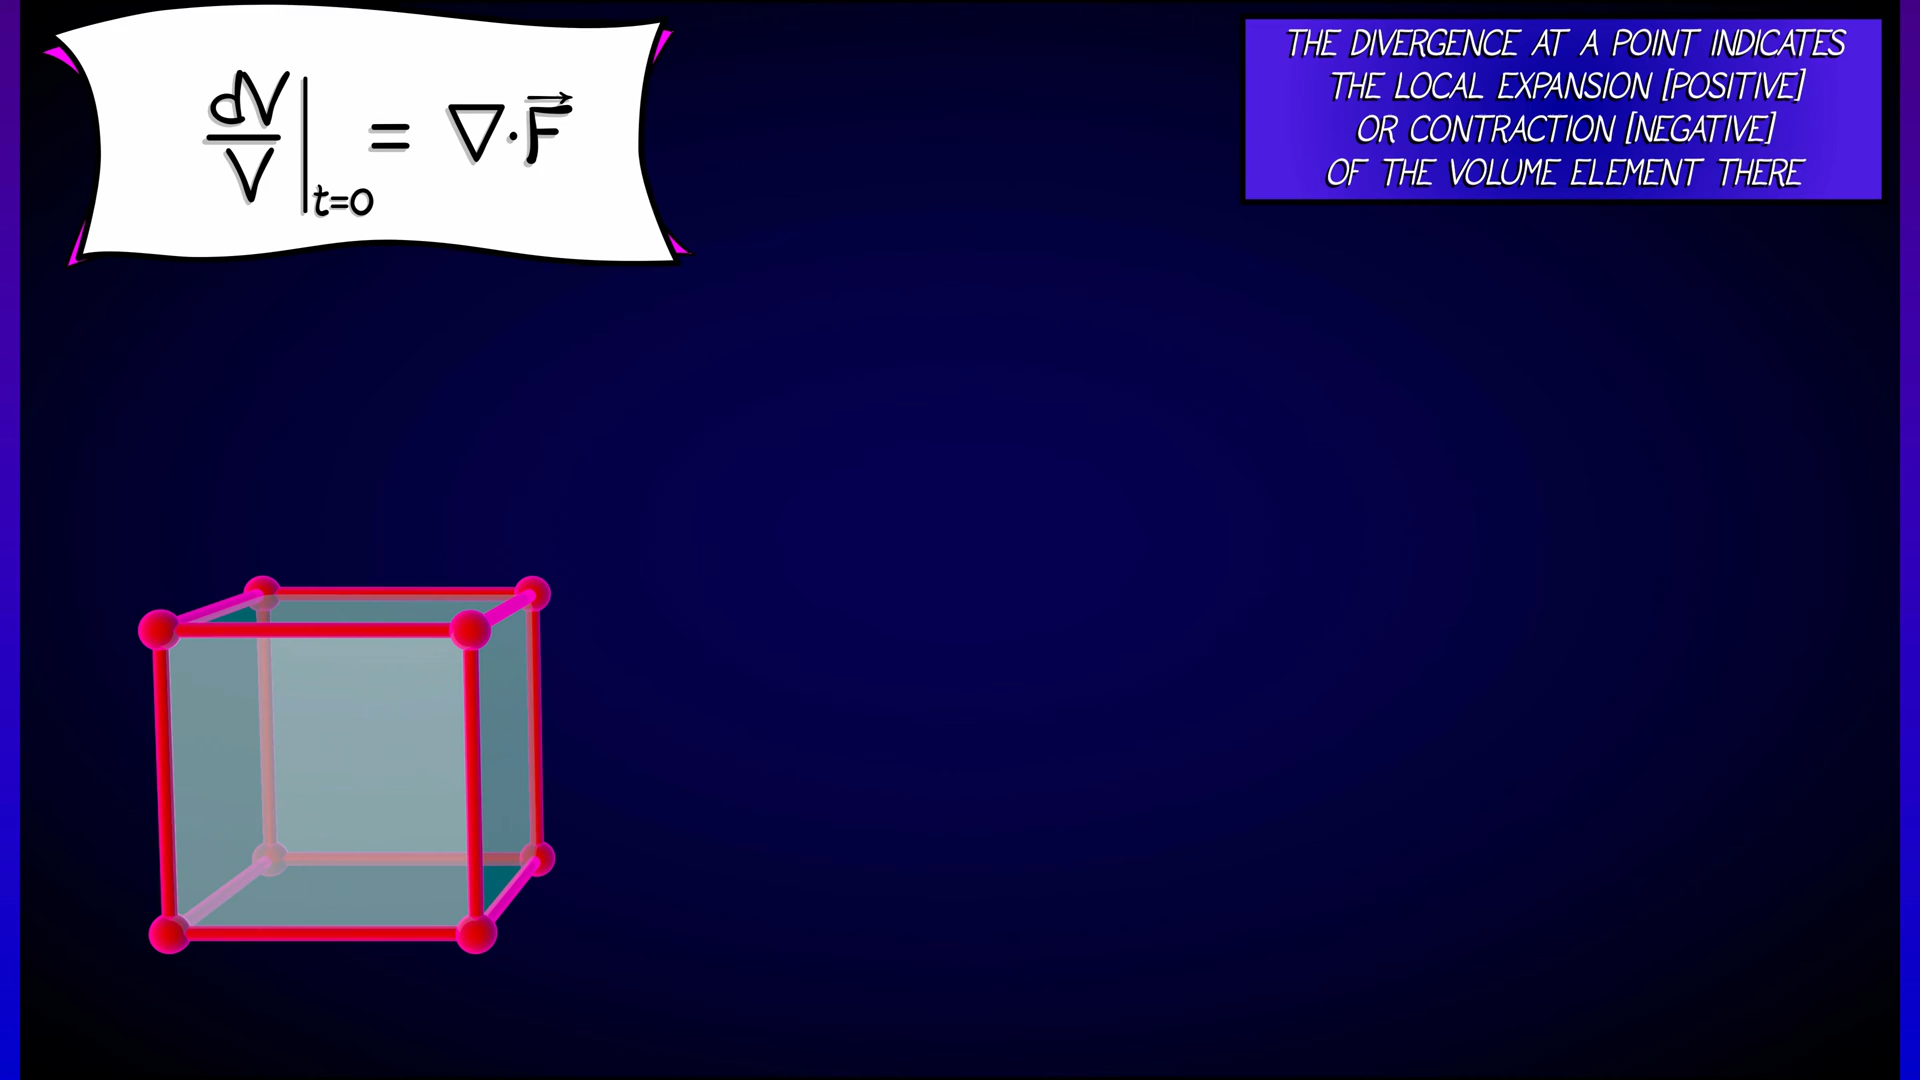 dV/V|t=0 = ∇·F⃗
THE DIVERGENCE AT A POINT INDICATES
THE LOCAL EXPANSION [POSITIVE]
OR CONTRACTION [NEGATIVE]
OF THE VOLUME ELEMENT THERE